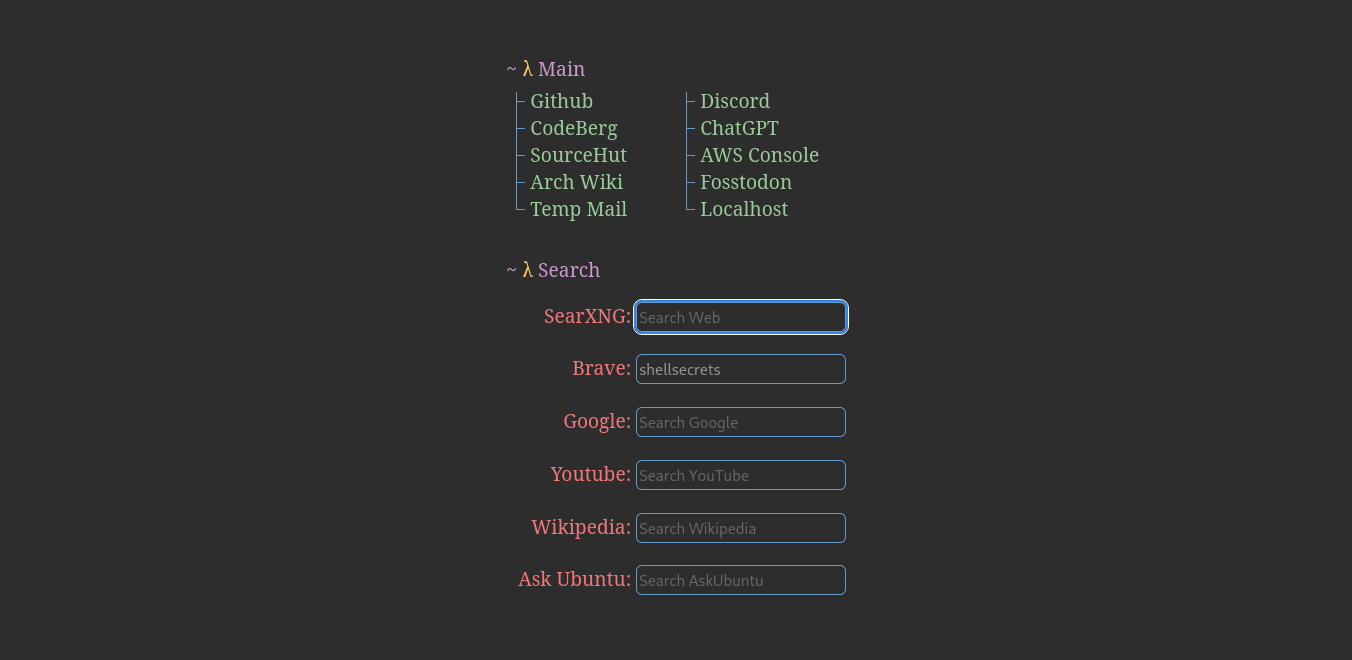 ~ λ Main
Github
CodeBerg
SourceHut
Arch Wiki
Temp Mail
Discord
ChatGPT
AWS Console
Fosstodon
Localhost
~ λ Search
SearXNG: Search Web
Brave: shellsecrets
Google: Search Google
Youtube: Search YouTube
Wikipedia: Search Wikipedia
Ask Ubuntu: Search AskUbuntu